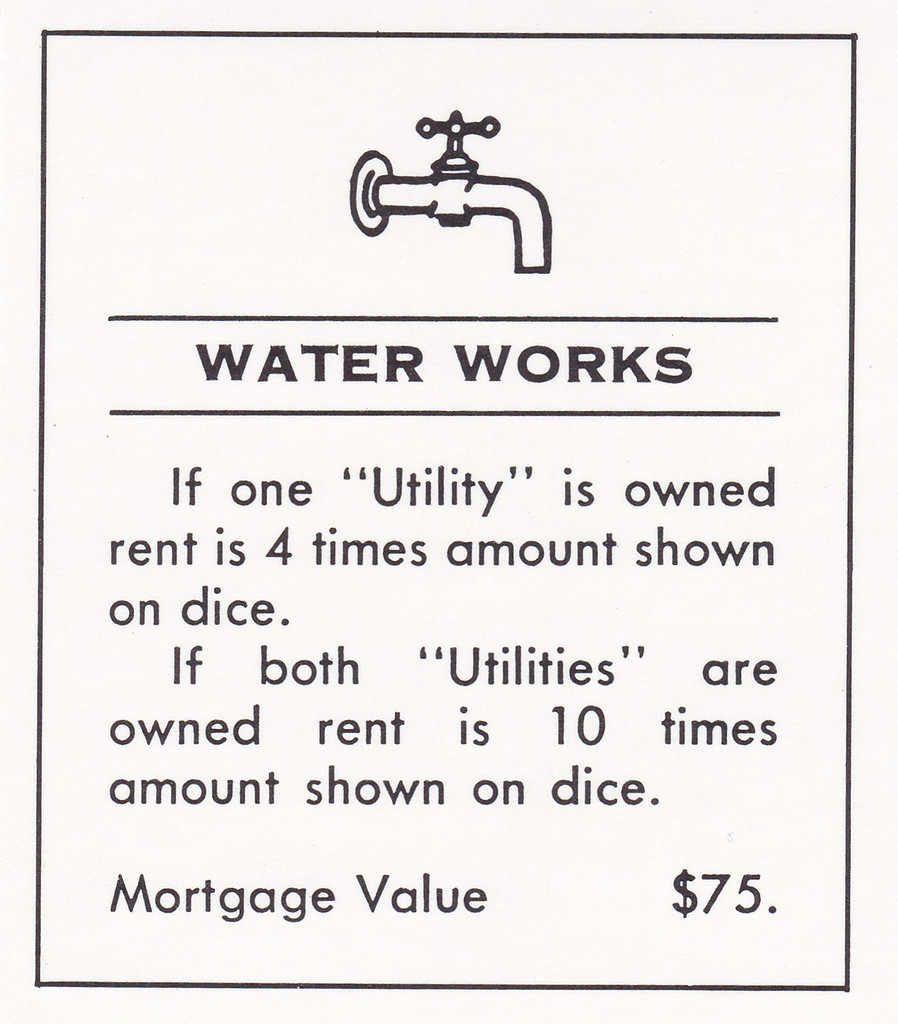 WATER WORKS
If one “Utility” is owned
rent is 4 times amount shown
on dice.
If both “Utilities” are
owned rent is 10 times
amount shown on dice.
Mortgage Value $75.